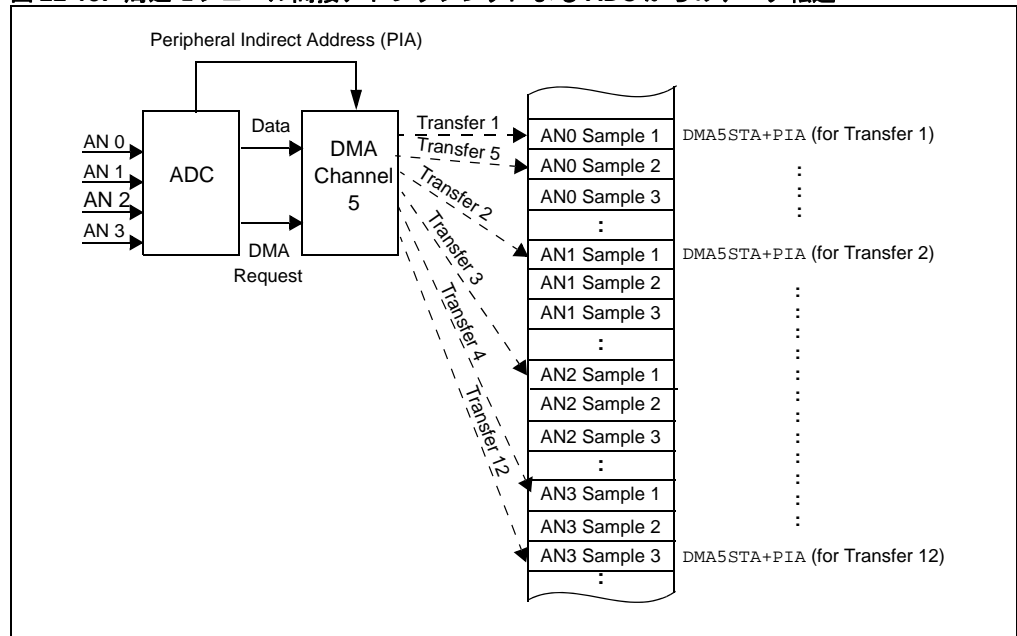 Peripheral Indirect Address (PIA)
AN 0
AN 1
AN 2
AN 3
ADC
Data
DMA
Request
DMA
Channel
5
Transfer 1
Transfer 5
Transfer 2
Transfer 3
Transfer 4
Transfer 12
AN0 Sample 1
AN0 Sample 2
AN0 Sample 3
:
AN1 Sample 1
AN1 Sample 2
AN1 Sample 3
:
AN2 Sample 1
AN2 Sample 2
AN2 Sample 3
:
AN3 Sample 1
AN3 Sample 2
AN3 Sample 3
:
DMA5STA+PIA (for Transfer 1)
DMA5STA+PIA (for Transfer 2)
DMA5STA+PIA (for Transfer 12)